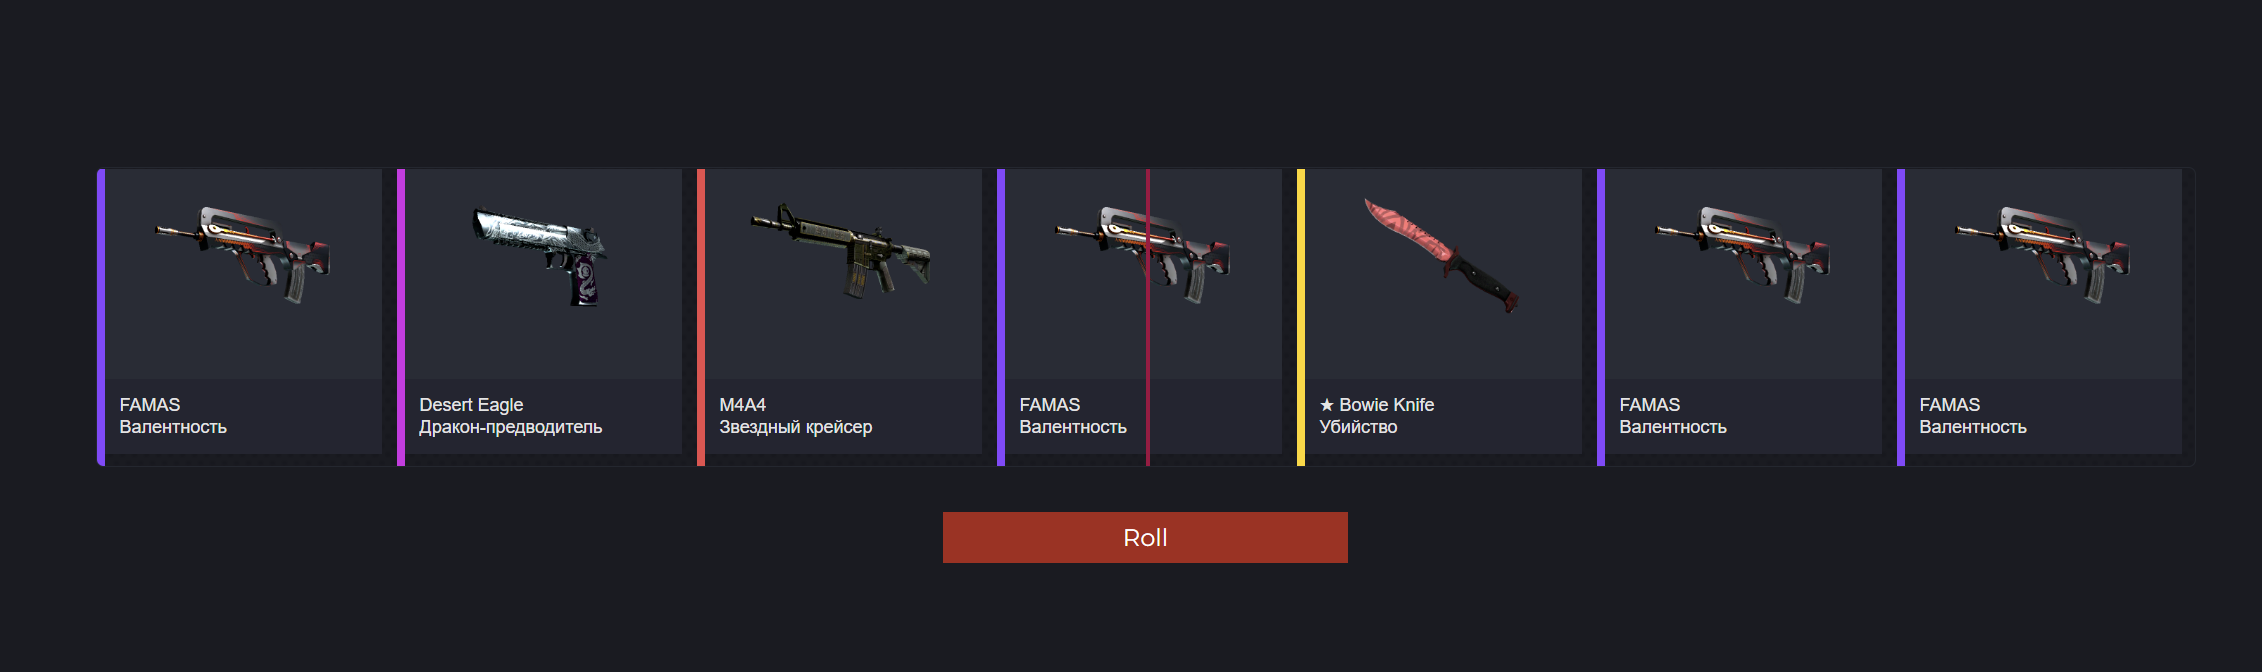 FAMAS
Валентность
Desert Eagle
Дракон-предводитель
M4A4
Звездный крейсер
FAMAS
Валентность
★ Bowie Knife
Убийство
FAMAS
Валентность
FAMAS
Валентность
Roll